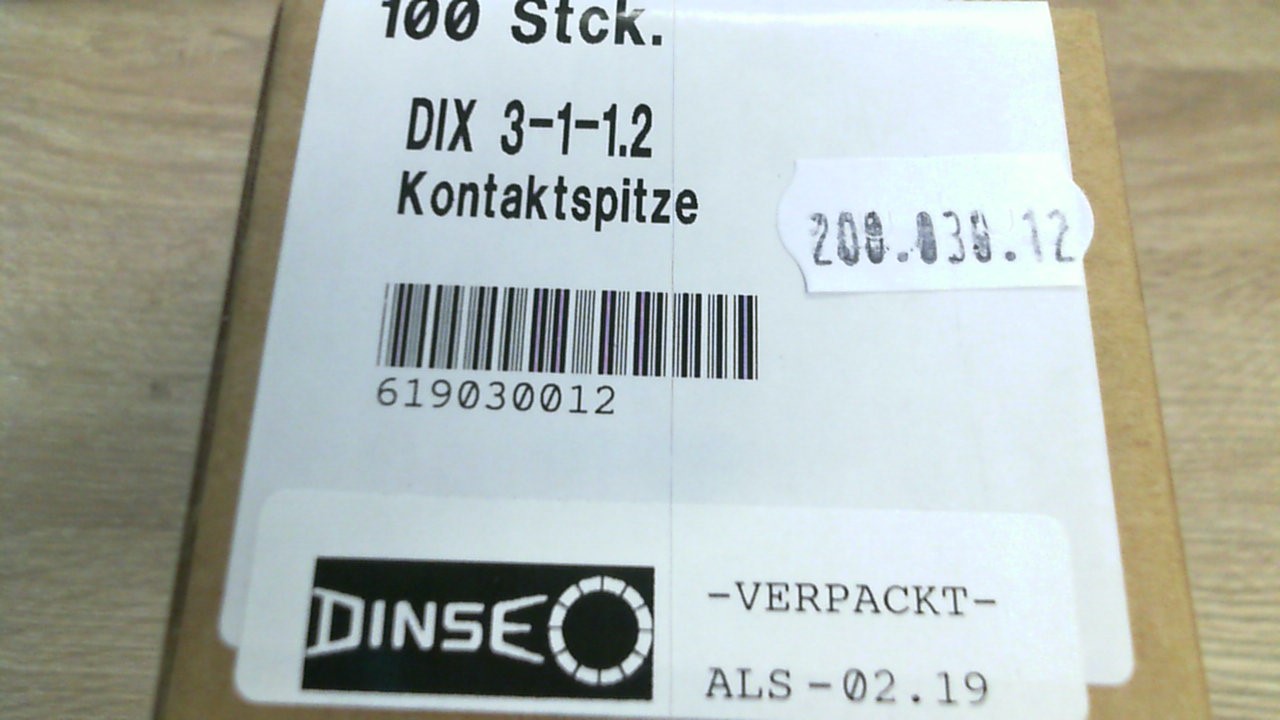 100 Stck.
DIX 3-1-1.2
Kontaktspitze
200.030.12
619030012
DINSE
-VERPACKT-
ALS-02.19